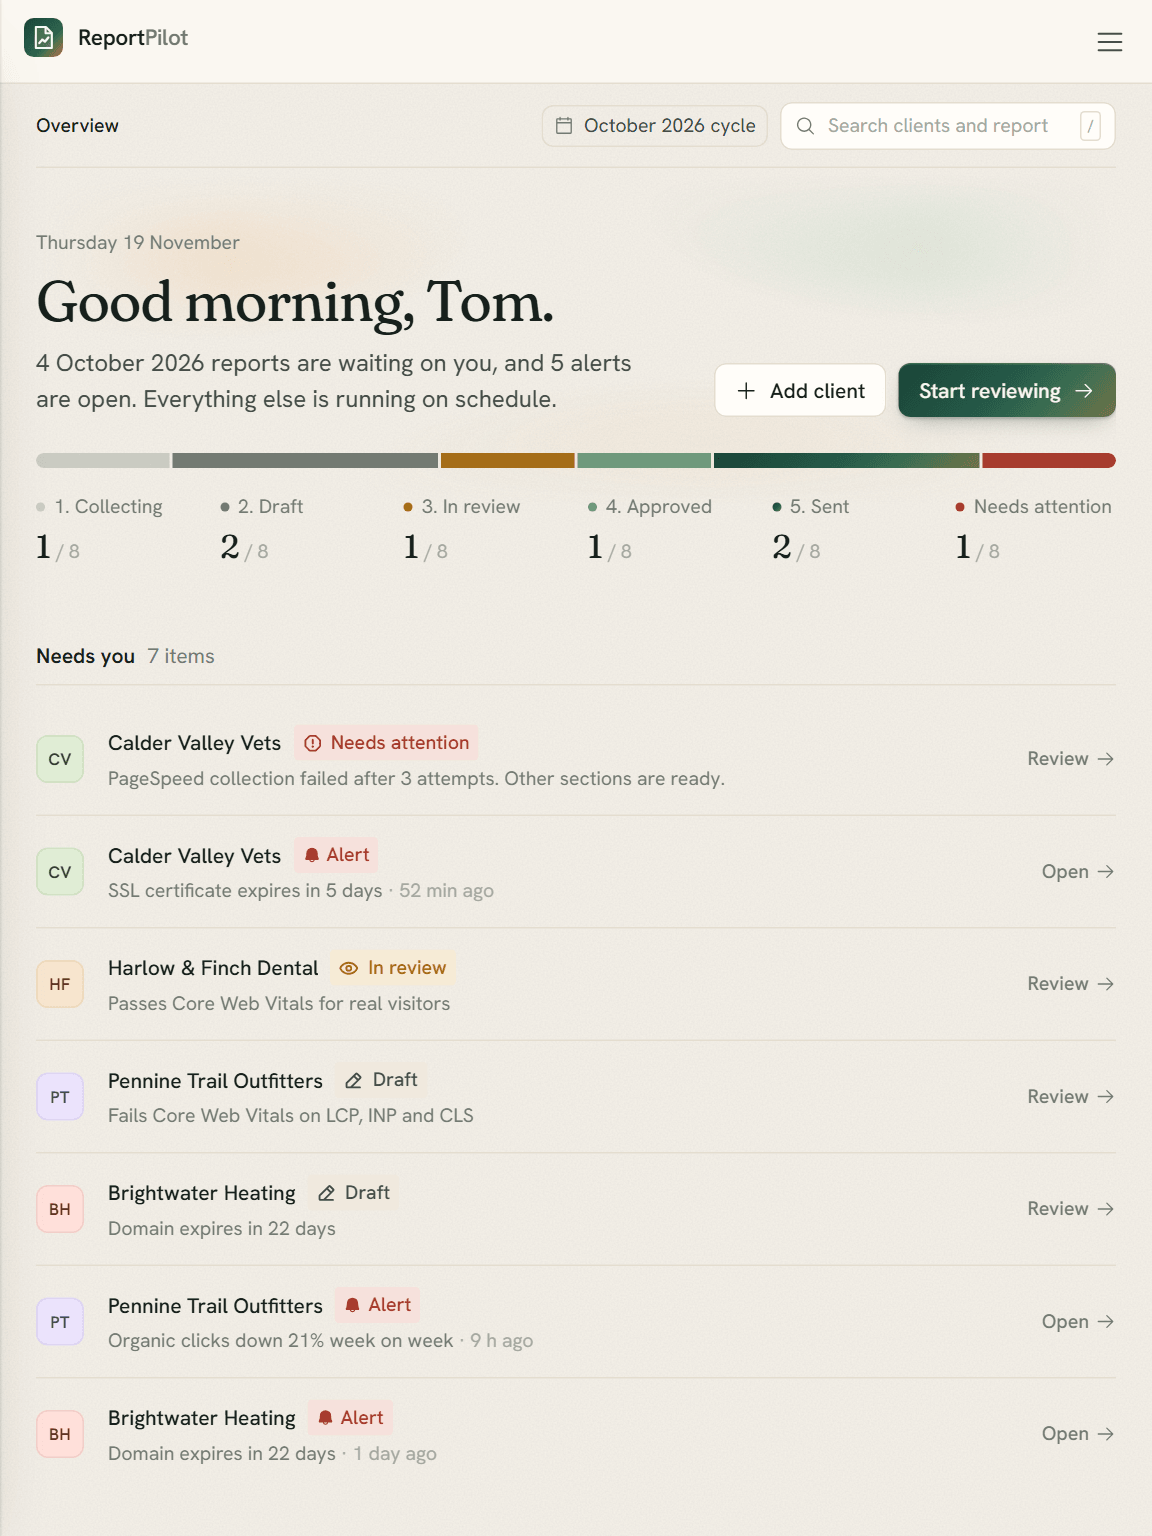 ReportPilot
Overview
October 2026 cycle
Search clients and report
/
Thursday 19 November
Good morning, Tom.
4 October 2026 reports are waiting on you, and 5 alerts
are open. Everything else is running on schedule.
Add client
Start reviewing →
1. Collecting
1 / 8
2. Draft
2 / 8
3. In review
1 / 8
4. Approved
1 / 8
5. Sent
2 / 8
Needs attention
1 / 8
Needs you 7 items
CV
Calder Valley Vets Needs attention
PageSpeed collection failed after 3 attempts. Other sections are ready.
Review →
CV
Calder Valley Vets Alert
SSL certificate expires in 5 days · 52 min ago
Open →
HF
Harlow & Finch Dental In review
Passes Core Web Vitals for real visitors
Review →
PT
Pennine Trail Outfitters Draft
Fails Core Web Vitals on LCP, INP and CLS
Review →
BH
Brightwater Heating Draft
Domain expires in 22 days
Review →
PT
Pennine Trail Outfitters Alert
Organic clicks down 21% week on week · 9 h ago
Open →
BH
Brightwater Heating Alert
Domain expires in 22 days · 1 day ago
Open →